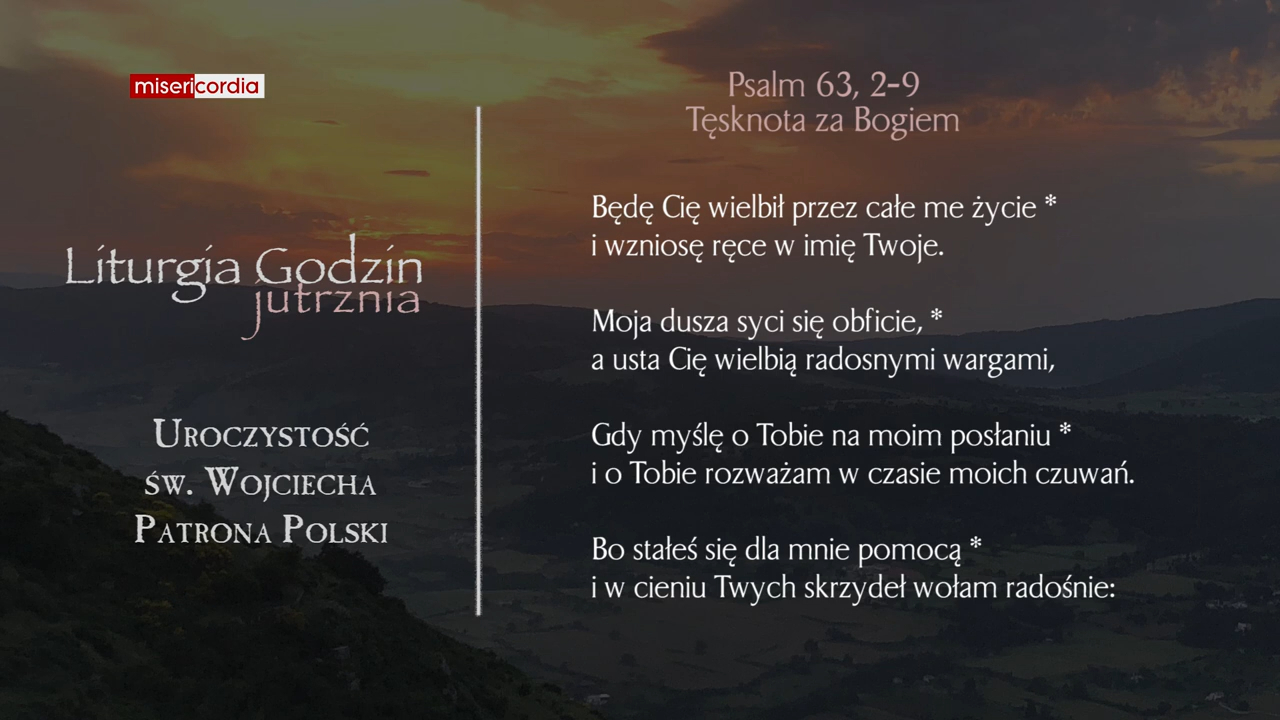 misericordia
Liturgia Godzin
jutrznia
Uroczystość
św. Wojciecha
Patrona Polski
Psalm 63, 2-9
Tęsknota za Bogiem
Będę Cię wielbił przez całe me życie *
i wzniosę ręce w imię Twoje.
Moja dusza syci się obficie, *
a usta Cię wielbią radosnymi wargami,
Gdy myślę o Tobie na moim posłaniu *
i o Tobie rozważam w czasie moich czuwań.
Bo stałeś się dla mnie pomocą *
i w cieniu Twych skrzydeł wołam radośnie: